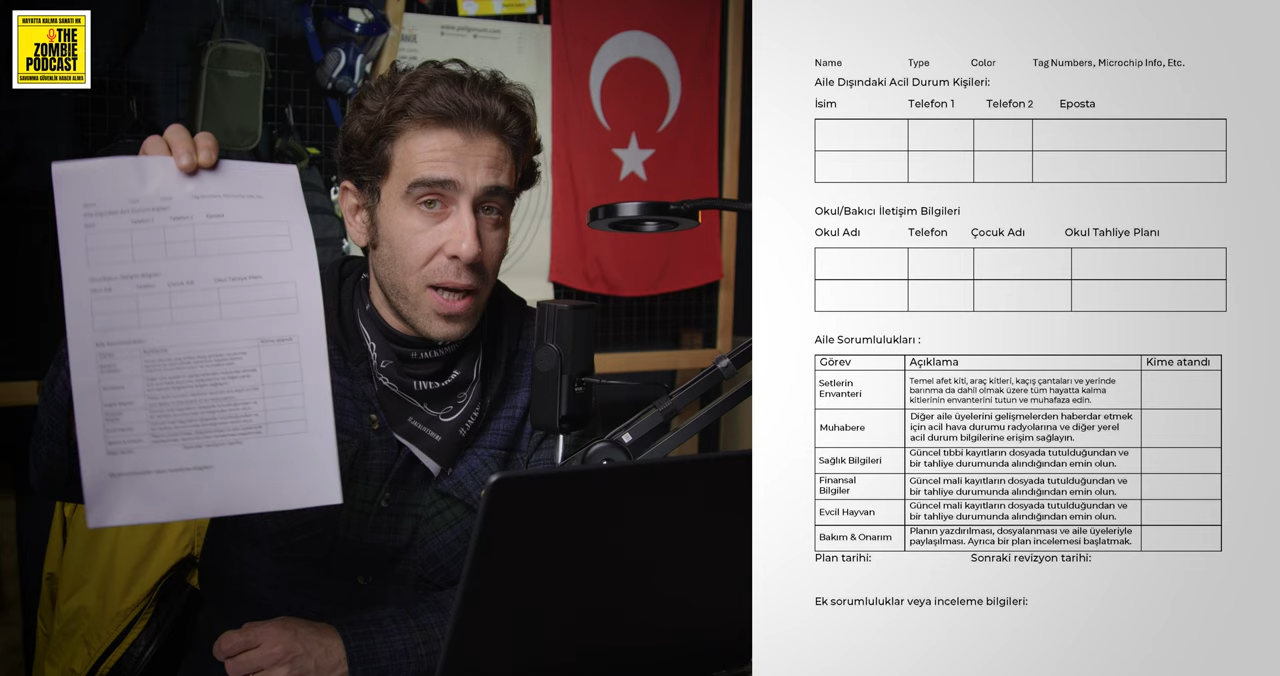 HAYATTA KALMA SANATI HK
THE
ZOMBIE
PODCAST
SAVUNMA GÜVENLİK HABER ALMA
www.poligonum.com
#JACKNM
LIVES HERE
Name Type Color Tag Numbers, Microchip Info, Etc.
Aile Dışındaki Acil Durum Kişileri:
İsim Telefon 1 Telefon 2 Eposta
Okul/Bakıcı İletişim Bilgileri
Okul Adı Telefon Çocuk Adı Okul Tahliye Planı
Aile Sorumlulukları :
Görev Açıklama Kime atandı
Setlerin Envanteri
Temel afet kiti, araç kitleri, kaçış çantaları ve yerinde
barınma da dahil olmak üzere tüm hayatta kalma
kitlerinin envanterini tutun ve muhafaza edin.
Muhabere
Diğer aile üyelerini gelişmelerden haberdar etmek
için acil hava durumu radyolarına ve diğer yerel
acil durum bilgilerine erişim sağlayın.
Sağlık Bilgileri
Güncel tıbbi kayıtların dosyada tutulduğundan ve
bir tahliye durumunda alındığından emin olun.
Finansal Bilgiler
Güncel mali kayıtların dosyada tutulduğundan ve
bir tahliye durumunda alındığından emin olun.
Evcil Hayvan
Güncel mali kayıtların dosyada tutulduğundan ve
bir tahliye durumunda alındığından emin olun.
Bakım & Onarım
Planın yazdırılması, dosyalanması ve aile üyeleriyle
paylaşılması. Ayrıca bir plan incelemesi başlatmak.
Plan tarihi: Sonraki revizyon tarihi:
Ek sorumluluklar veya inceleme bilgileri: